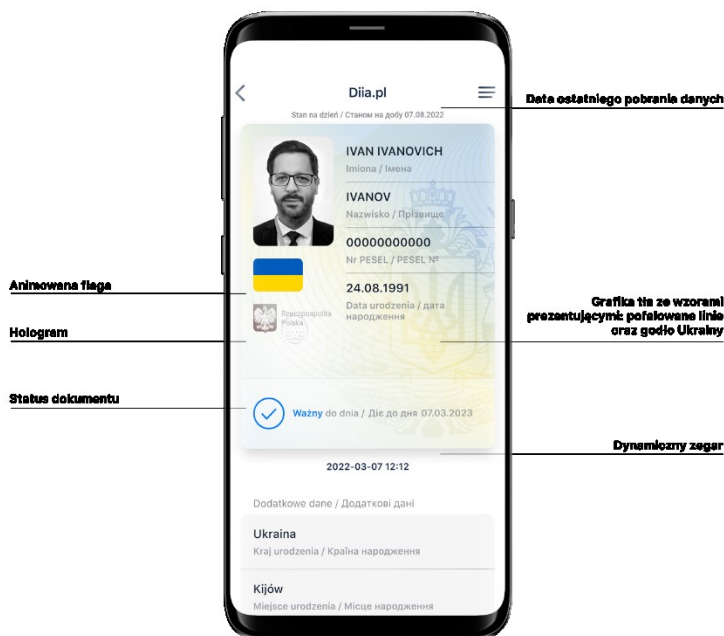 Diia.pl
Data ostatniego pobrania danych
Stan na dzień / Станом на добу 07.08.2022
IVAN IVANOVICH
Imiona / Імена
IVANOV
Nazwisko / Прізвище
00000000000
Nr PESEL / PESEL №
Animowana flaga
24.08.1991
Data urodzenia / дата
народження
Grafika tła ze wzorami
prezentującymi: pofalowane linie
oraz godło Ukrainy
Rzeczpospolita
Polska
Hologram
Status dokumentu
Ważny do dnia / Діє до дня 07.03.2023
Dynamiczny zegar
2022-03-07 12:12
Dodatkowe dane / Додаткові дані
Ukraina
Kraj urodzenia / Країна народження
Kijów
Miejsce urodzenia / Місце народження